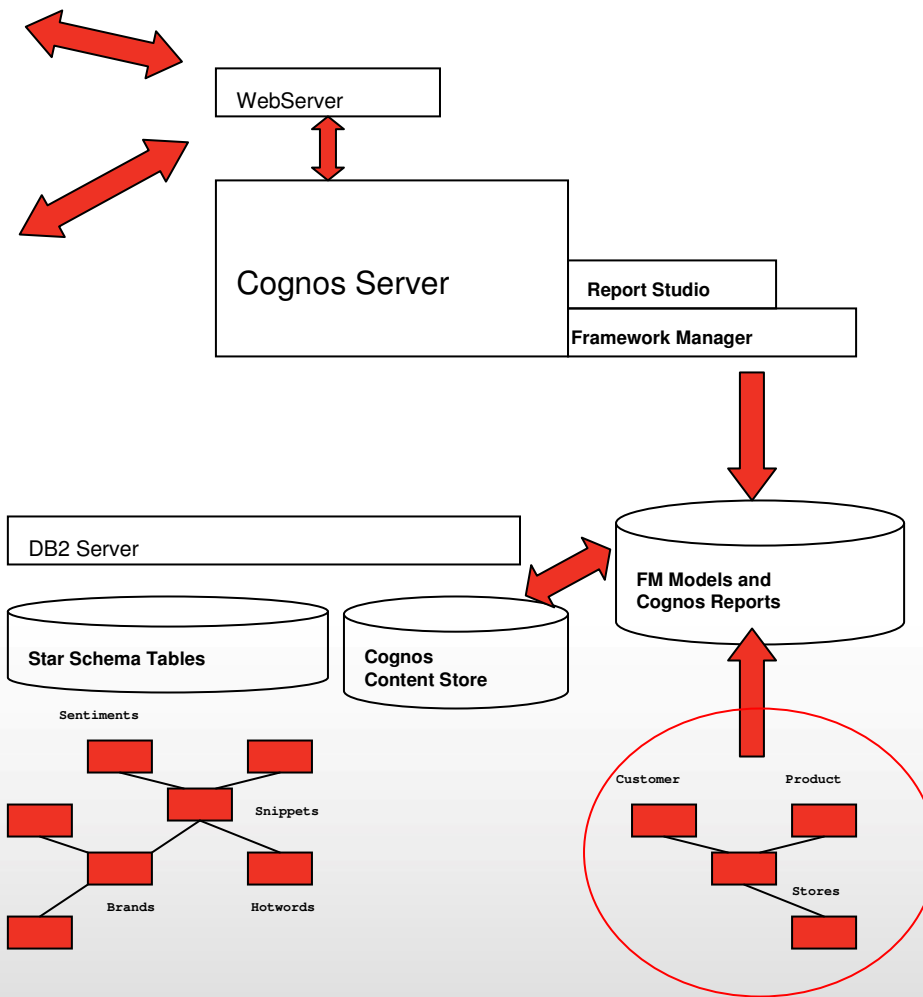 WebServer
Cognos Server
Report Studio
Framework Manager
DB2 Server
FM Models and
Cognos Reports
Star Schema Tables
Cognos
Content Store
Sentiments
Snippets
Brands
Hotwords
Customer
Product
Stores